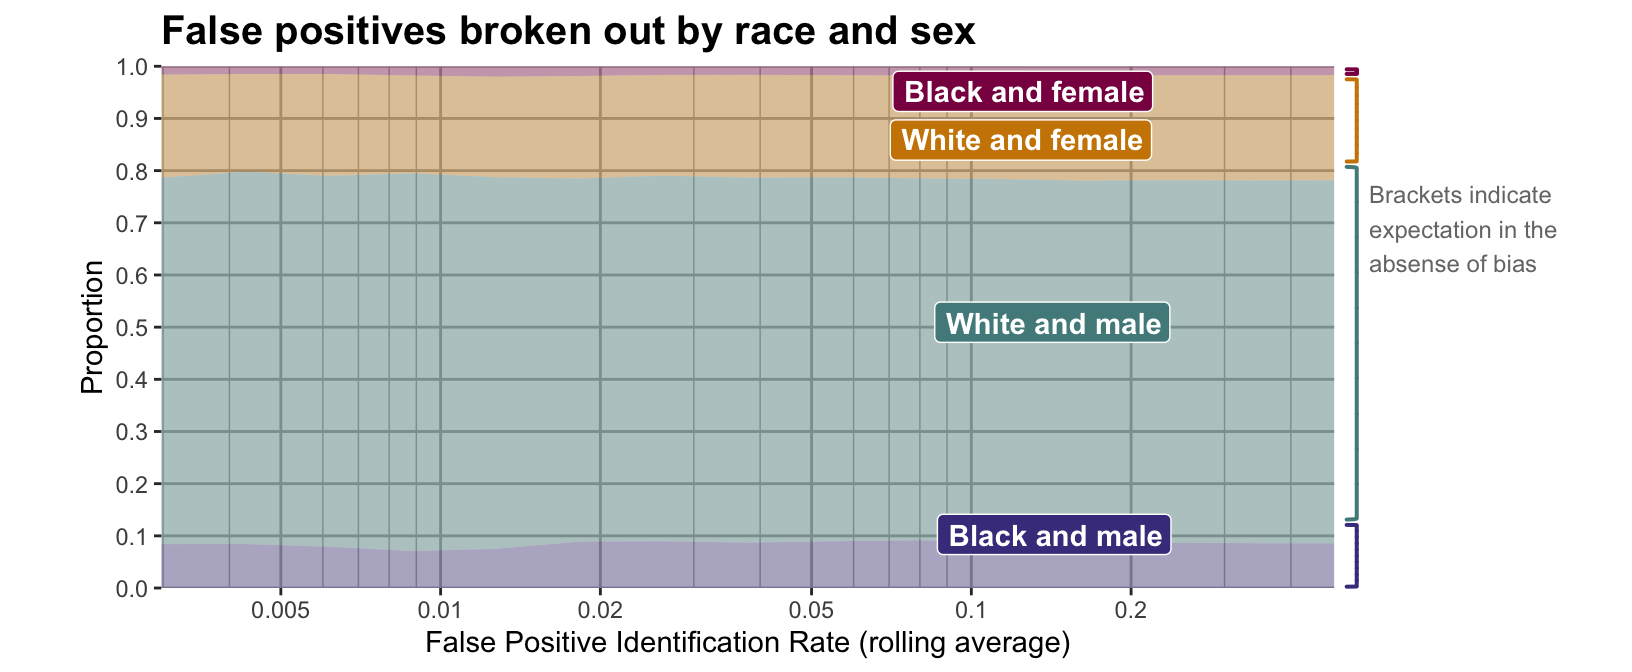 False positives broken out by race and sex
1.0
0.9
0.8
0.7
0.6
0.5
0.4
0.3
0.2
0.1
0.0
Proportion
Black and female
White and female
White and male
Black and male
Brackets indicate
expectation in the
absense of bias
0.005
0.01
0.02
0.05
0.1
0.2
False Positive Identification Rate (rolling average)